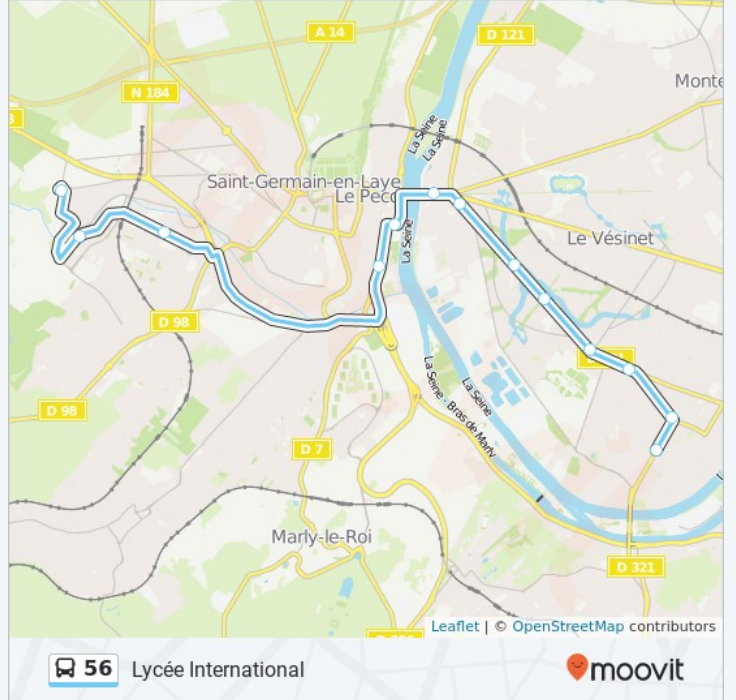 A 14
D 121
N 184
Monte
3
La Seine
La Seine
Saint-Germain-en-Laye
Le Pecq
La Seine
Le Vésinet
D 98
La Seine
La Seine - Bras de Marly
D 98
D 7
Marly-le-Roi
D 321
Leaflet | © OpenStreetMap contributors
56 Lycée International
moovit